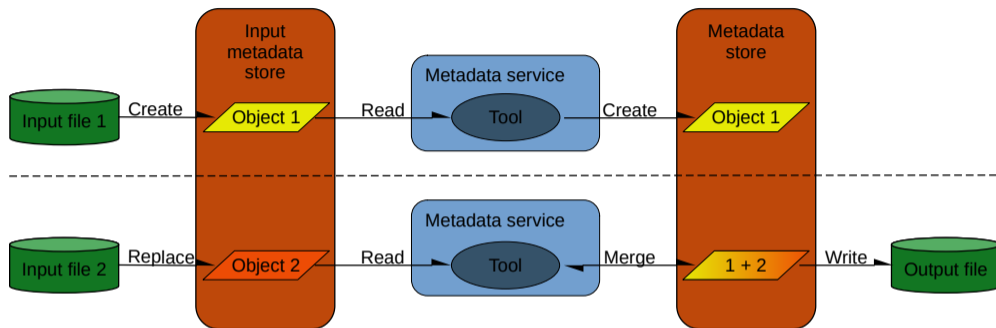 Input
metadata
store
Metadata
store
Metadata service
Input file 1
Create
Object 1
Read
Tool
Create
Object 1
Metadata service
Input file 2
Replace
Object 2
Read
Tool
Merge
1 + 2
Write
Output file